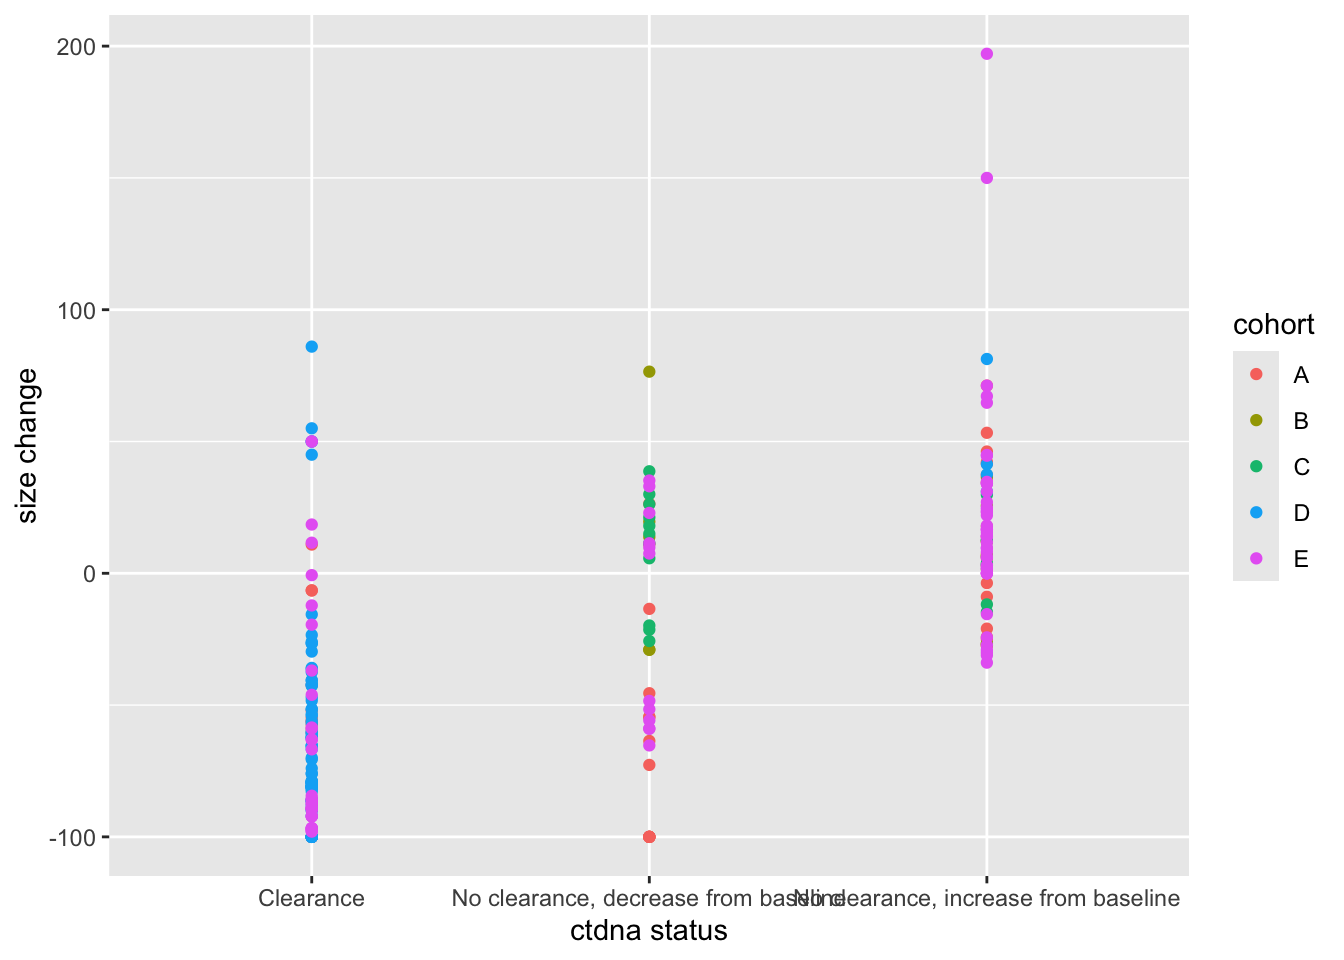 200
100
0
-100
size change
Clearance
No clearance, decrease from baseline
No clearance, increase from baseline
ctdna status
cohort
A
B
C
D
E